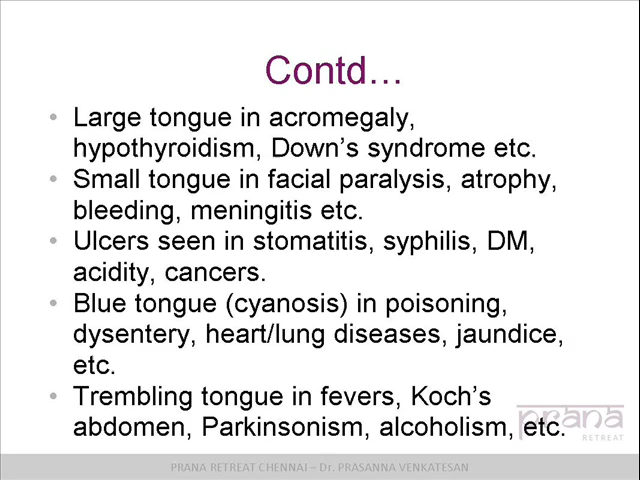 Contd...
• Large tongue in acromegaly,
hypothyroidism, Down's syndrome etc.
• Small tongue in facial paralysis, atrophy,
bleeding, meningitis etc.
• Ulcers seen in stomatitis, syphilis, DM,
acidity, cancers.
• Blue tongue (cyanosis) in poisoning,
dysentery, heart/lung diseases, jaundice,
etc.
• Trembling tongue in fevers, Koch's
abdomen, Parkinsonism, alcoholism, etc.
prana
RETREAT
PRANA RETREAT CHENNAI – Dr. PRASANNA VENKATESAN